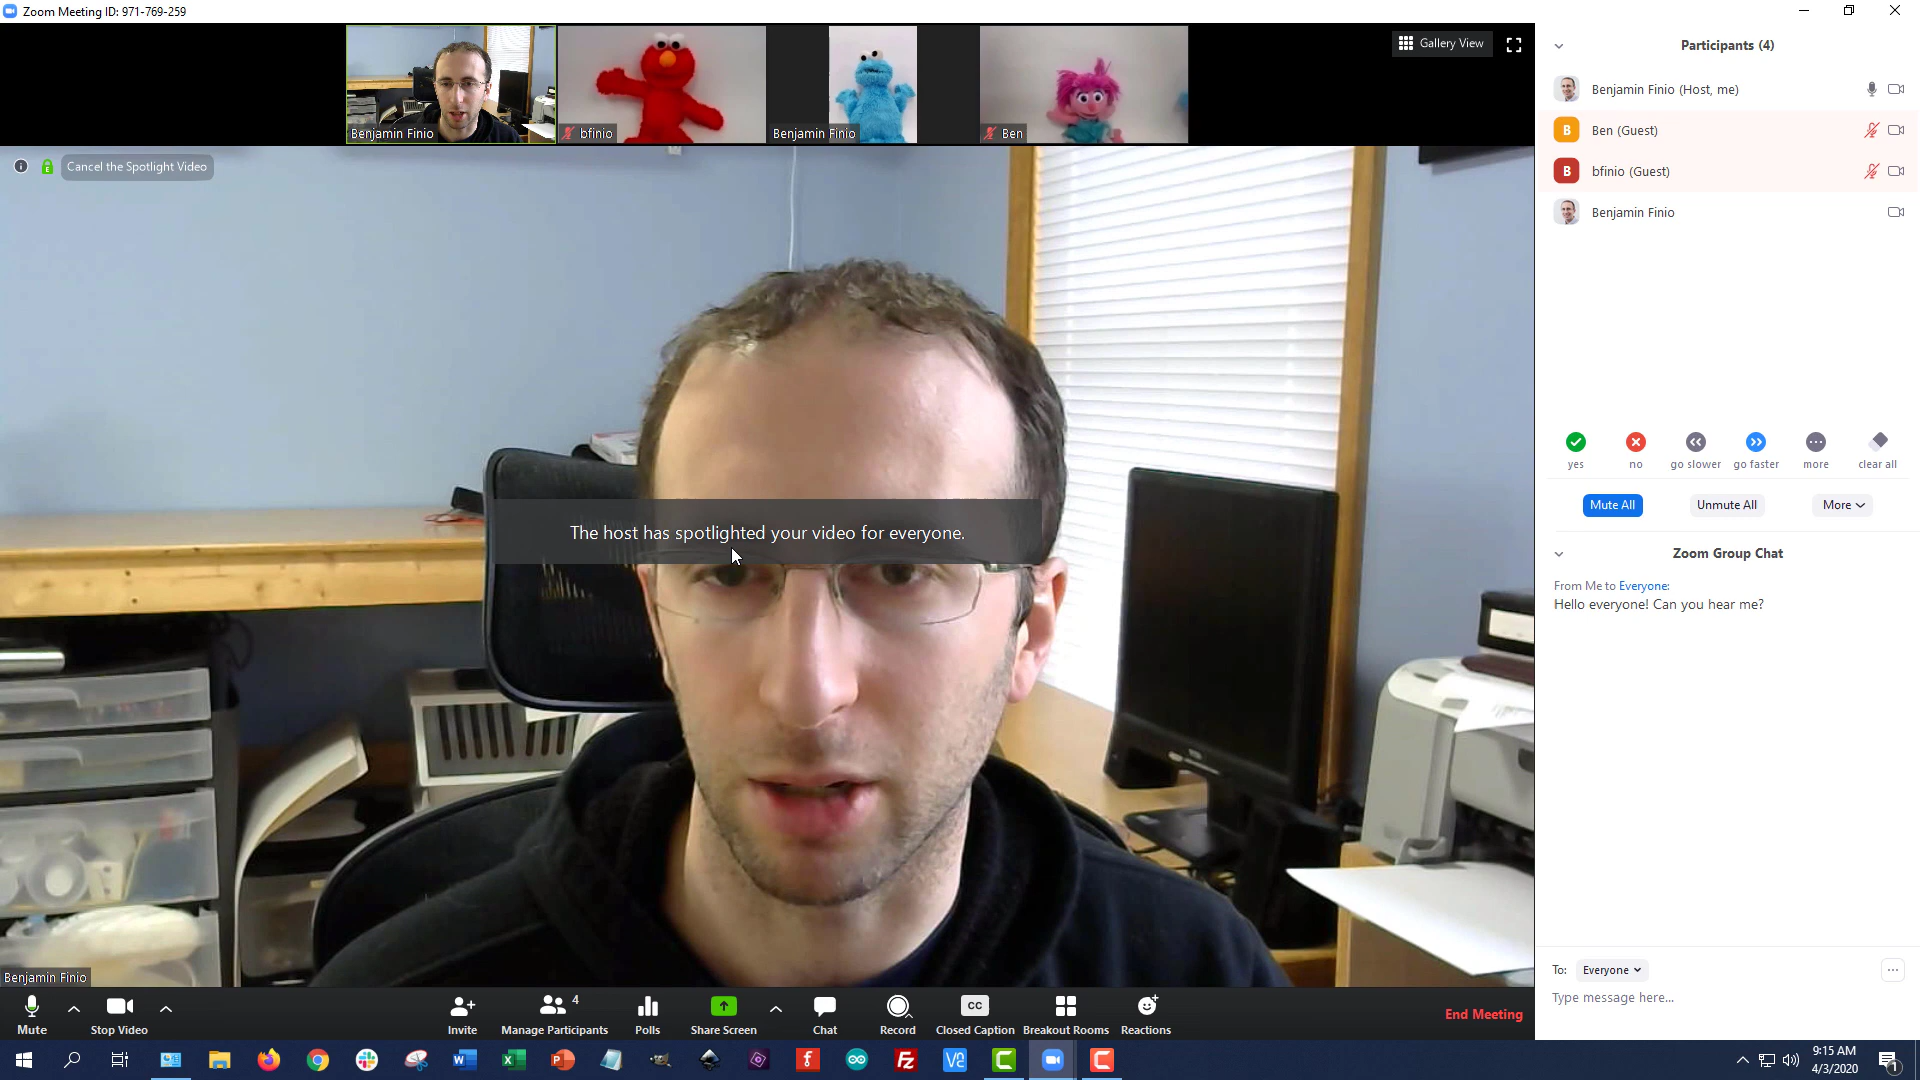 Zoom Meeting ID: 971-769-259
Benjamin Finio
bfinio
Benjamin Finio
Ben
Gallery View
Cancel the Spotlight Video
The host has spotlighted your video for everyone.
Benjamin Finio
Participants (4)
Benjamin Finio (Host, me)
B Ben (Guest)
B bfinio (Guest)
Benjamin Finio
yes no go slower go faster more clear all
Mute All Unmute All More
Zoom Group Chat
From Me to Everyone:
Hello everyone! Can you hear me?
To: Everyone
Type message here...
4
CC
Mute Stop Video Invite Manage Participants Polls Share Screen Chat Record Closed Caption Breakout Rooms Reactions End Meeting
9:15 AM
4/3/2020
1